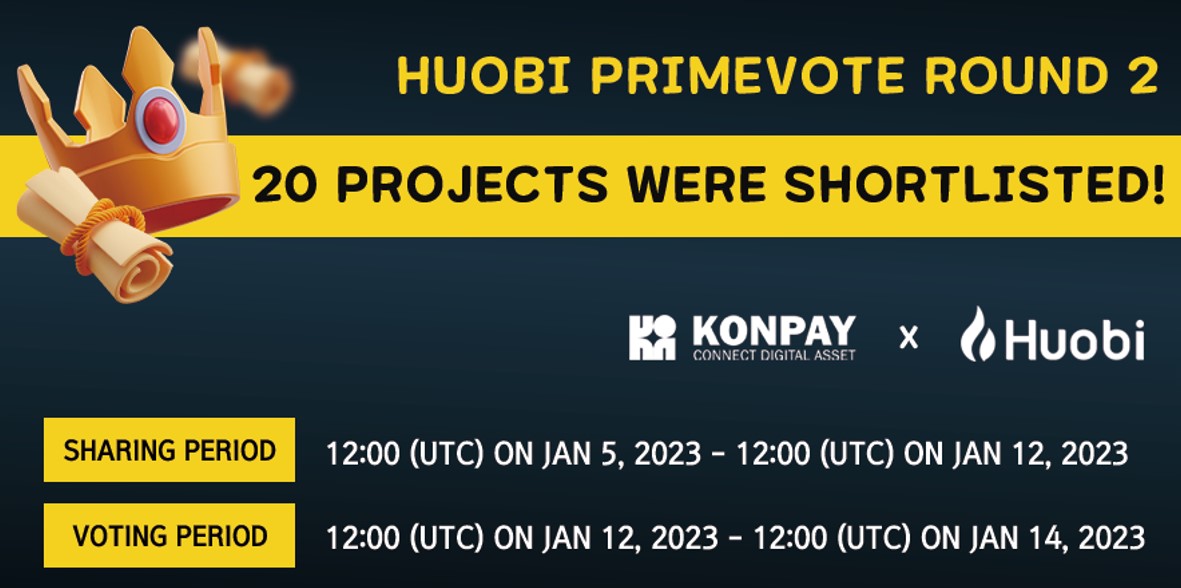 HUOBI PRIMEVOTE ROUND 2
20 PROJECTS WERE SHORTLISTED!
KONPAY x Huobi
CONNECT DIGITAL ASSET
SHARING PERIOD 12:00 (UTC) ON JAN 5, 2023 - 12:00 (UTC) ON JAN 12, 2023
VOTING PERIOD 12:00 (UTC) ON JAN 12, 2023 - 12:00 (UTC) ON JAN 14, 2023